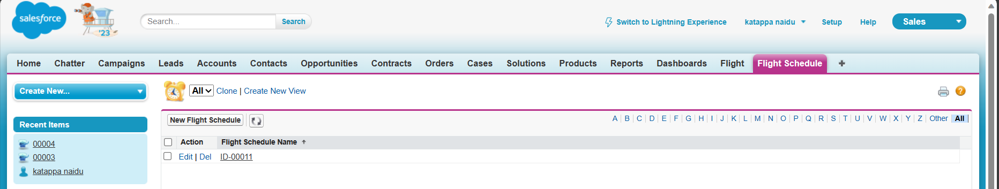 salesforce
'23
Search...
Search
Switch to Lightning Experience
katappa naidu
Setup
Help
Sales
Home Chatter Campaigns Leads Accounts Contacts Opportunities Contracts Orders Cases Solutions Products Reports Dashboards Flight Flight Schedule +
Create New...
All Clone | Create New View
?
Recent Items
00004
00003
katappa naidu
New Flight Schedule
A | B | C | D | E | F | G | H | I | J | K | L | M | N | O | P | Q | R | S | T | U | V | W | X | Y | Z | Other | All
Action Flight Schedule Name
Edit | Del ID-00011